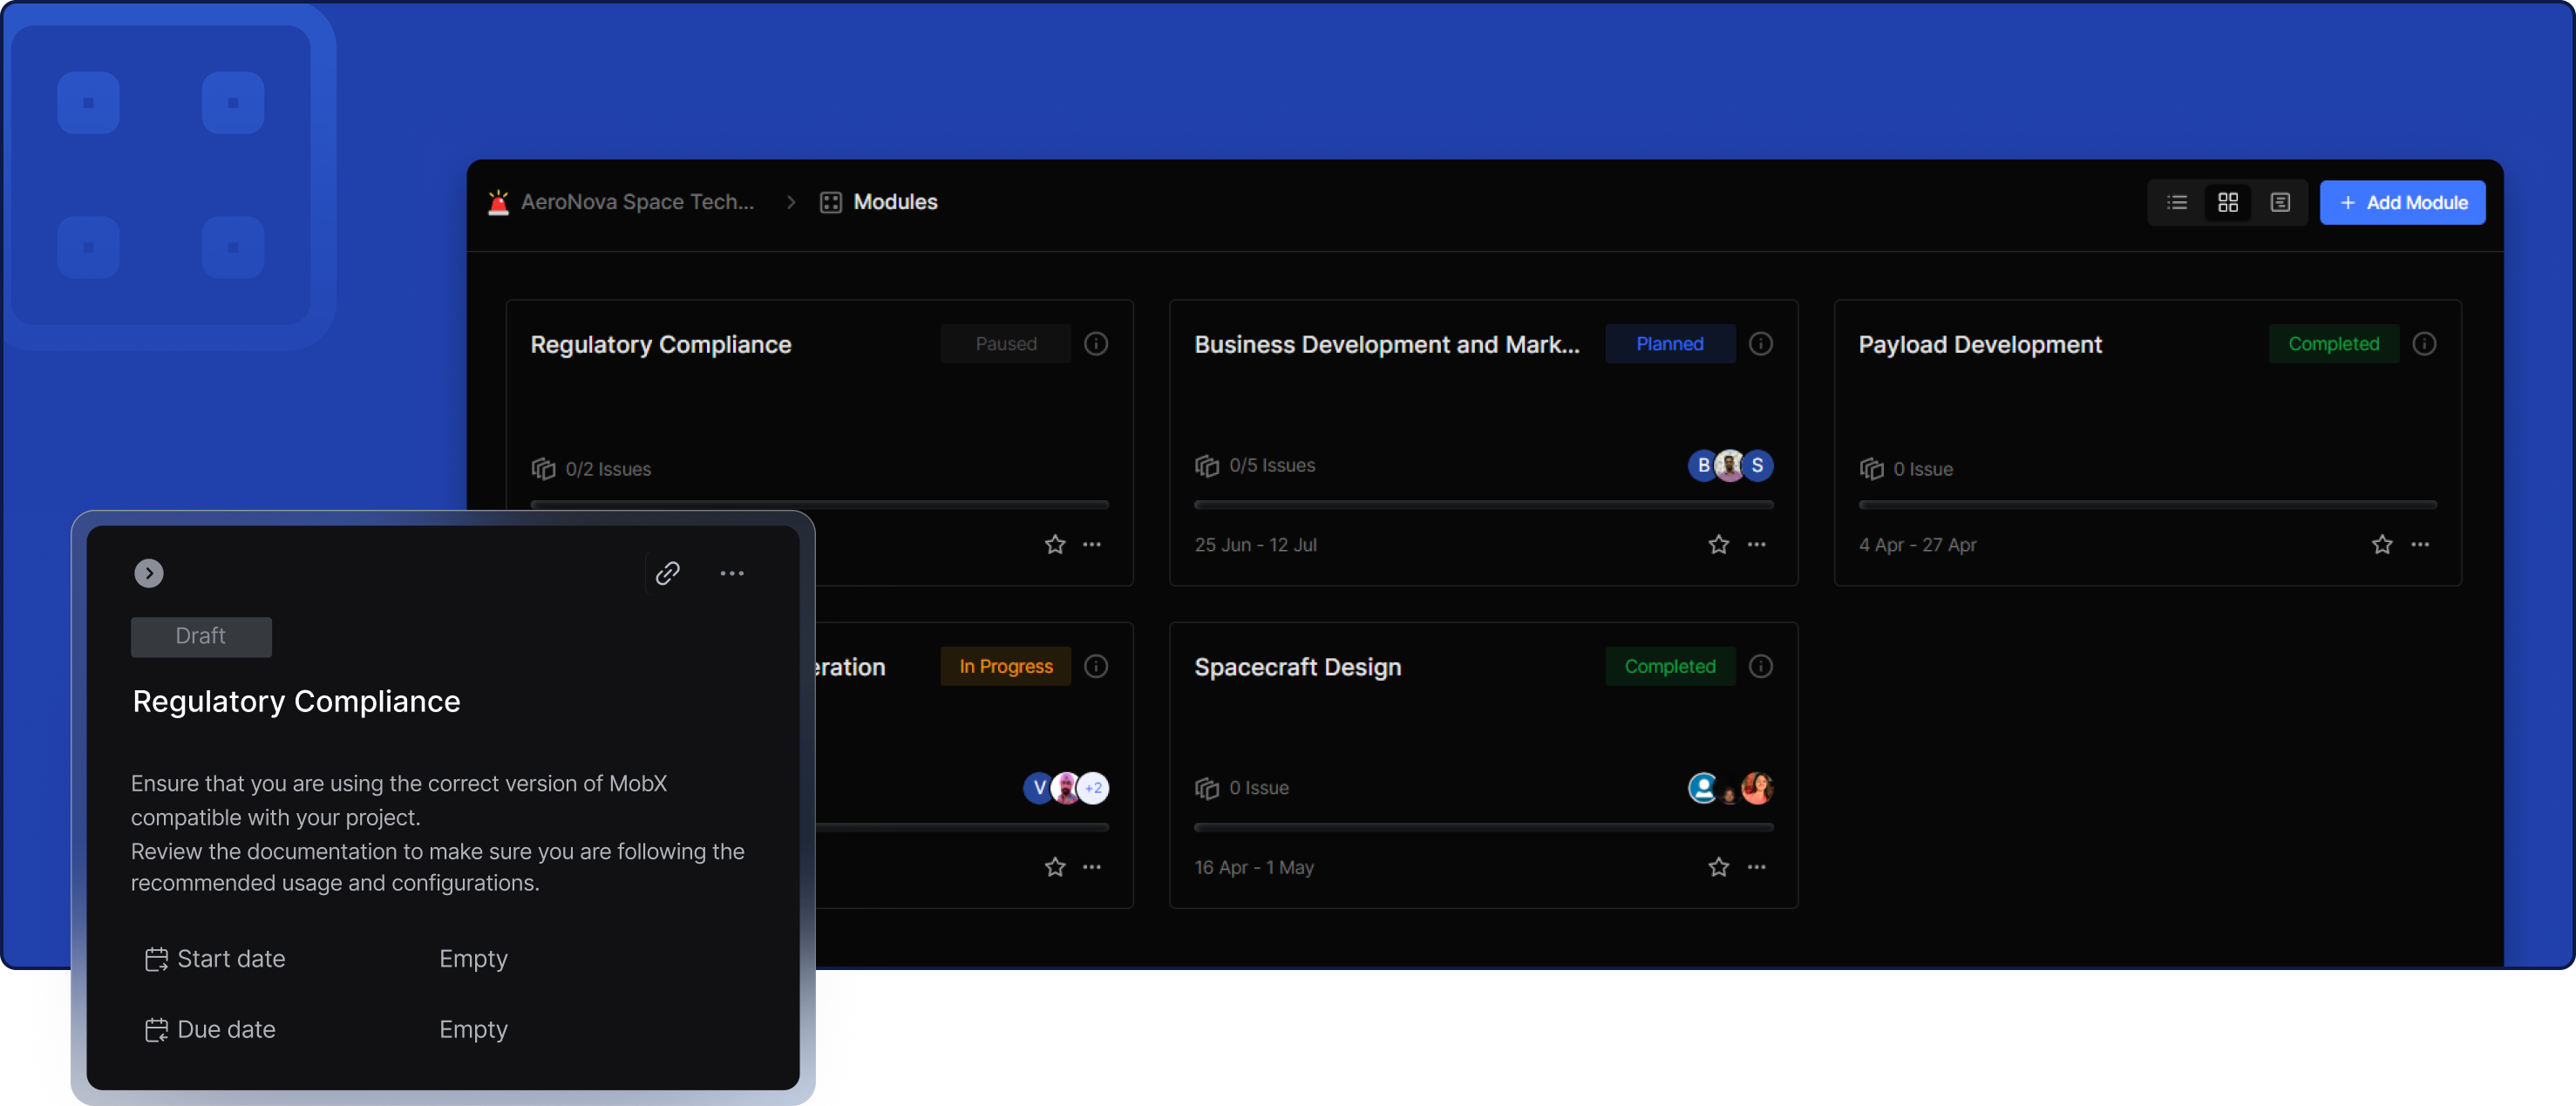 AeroNova Space Tech... Modules
Add Module
Regulatory Compliance Paused
0/2 Issues
Business Development and Mark... Planned
0/5 Issues
B S
25 Jun - 12 Jul
Payload Development Completed
0 Issue
4 Apr - 27 Apr
eration In Progress
V +2
Spacecraft Design Completed
0 Issue
16 Apr - 1 May
Draft
Regulatory Compliance
Ensure that you are using the correct version of MobX
compatible with your project.
Review the documentation to make sure you are following the
recommended usage and configurations.
Start date Empty
Due date Empty